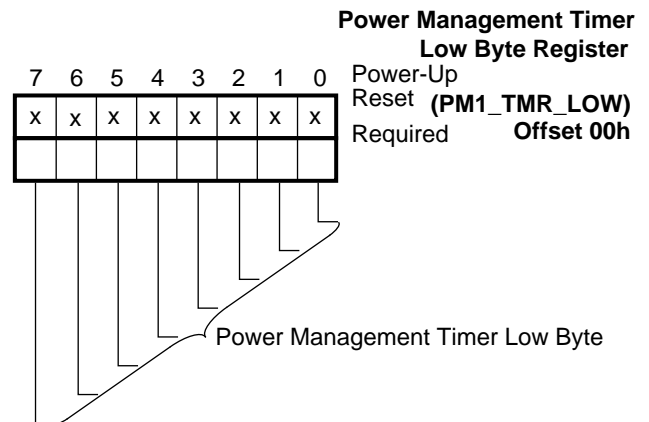 Power Management Timer
Low Byte Register
(PM1_TMR_LOW)
Offset 00h
7 6 5 4 3 2 1 0
Power-Up
Reset
x x x x x x x x
Required
Power Management Timer Low Byte